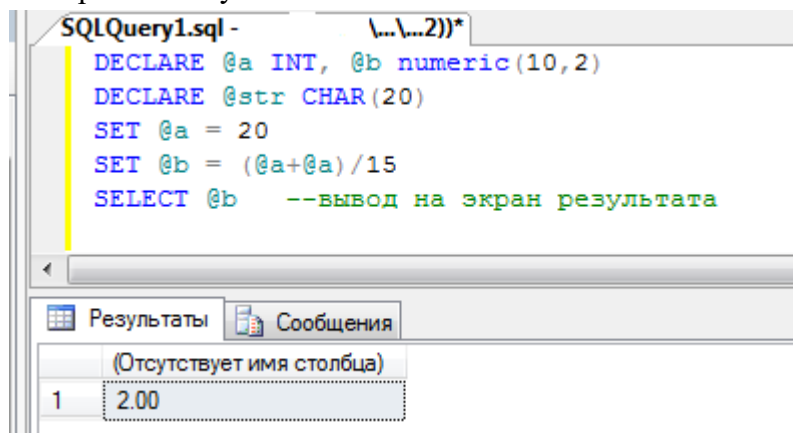 SQLQuery1.sql - \...\...2))*
DECLARE @a INT, @b numeric(10,2)
DECLARE @str CHAR(20)
SET @a = 20
SET @b = (@a+@a)/15
SELECT @b --вывод на экран результата
Результаты Сообщения
(Отсутствует имя столбца)
1 2.00